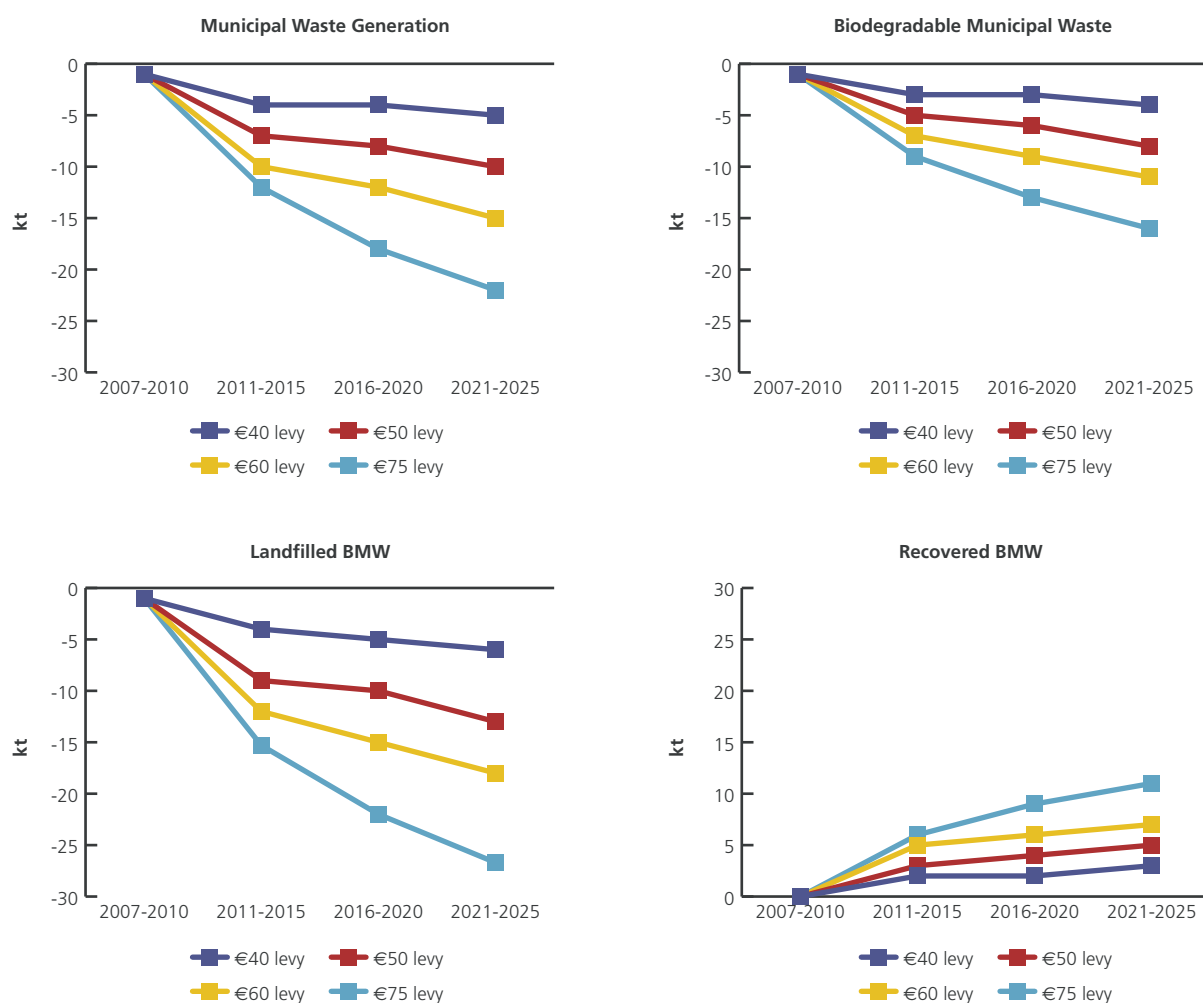 Municipal Waste Generation
0
-5
-10
-15
-20
-25
-30
kt
2007-2010 2011-2015 2016-2020 2021-2025
€40 levy €50 levy
€60 levy €75 levy
Biodegradable Municipal Waste
0
-5
-10
-15
-20
-25
-30
kt
2007-2010 2011-2015 2016-2020 2021-2025
€40 levy €50 levy
€60 levy €75 levy
Landfilled BMW
0
-5
-10
-15
-20
-25
-30
kt
2007-2010 2011-2015 2016-2020 2021-2025
€40 levy €50 levy
€60 levy €75 levy
Recovered BMW
30
25
20
15
10
5
0
kt
2007-2010 2011-2015 2016-2020 2021-2025
€40 levy €50 levy
€60 levy €75 levy